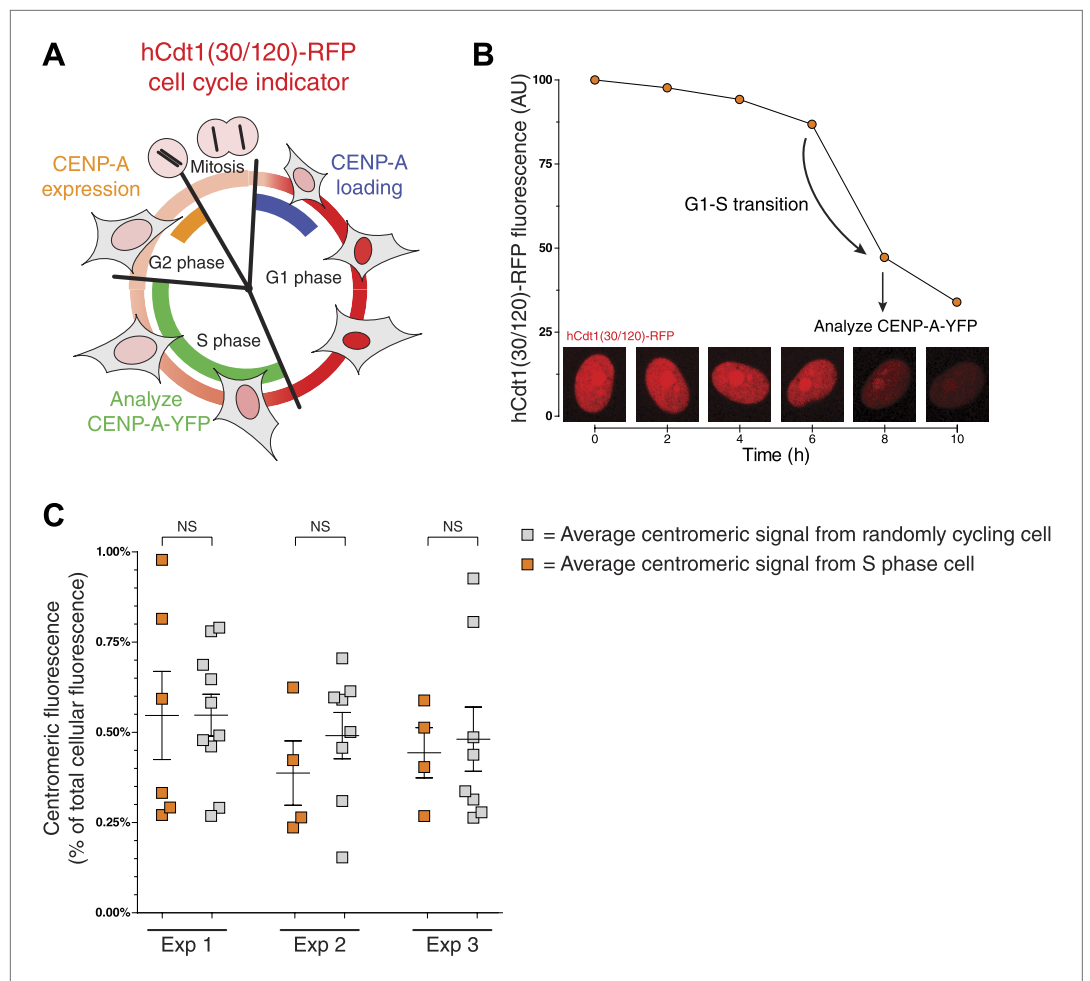 A
hCdt1(30/120)-RFP
cell cycle indicator
CENP-A
expression
Mitosis
CENP-A
loading
G2 phase
G1 phase
S phase
Analyze
CENP-A-YFP
B
hCdt1(30/120)-RFP fluorescence (AU)
100
75
50
25
0
G1-S transition
Analyze CENP-A-YFP
hCdt1(30/120)-RFP
0 2 4 6 8 10
Time (h)
C
NS NS NS
Centromeric fluorescence
(% of total cellular fluorescence)
1.00%
0.75%
0.50%
0.25%
0.00%
Exp 1 Exp 2 Exp 3
= Average centromeric signal from randomly cycling cell
= Average centromeric signal from S phase cell